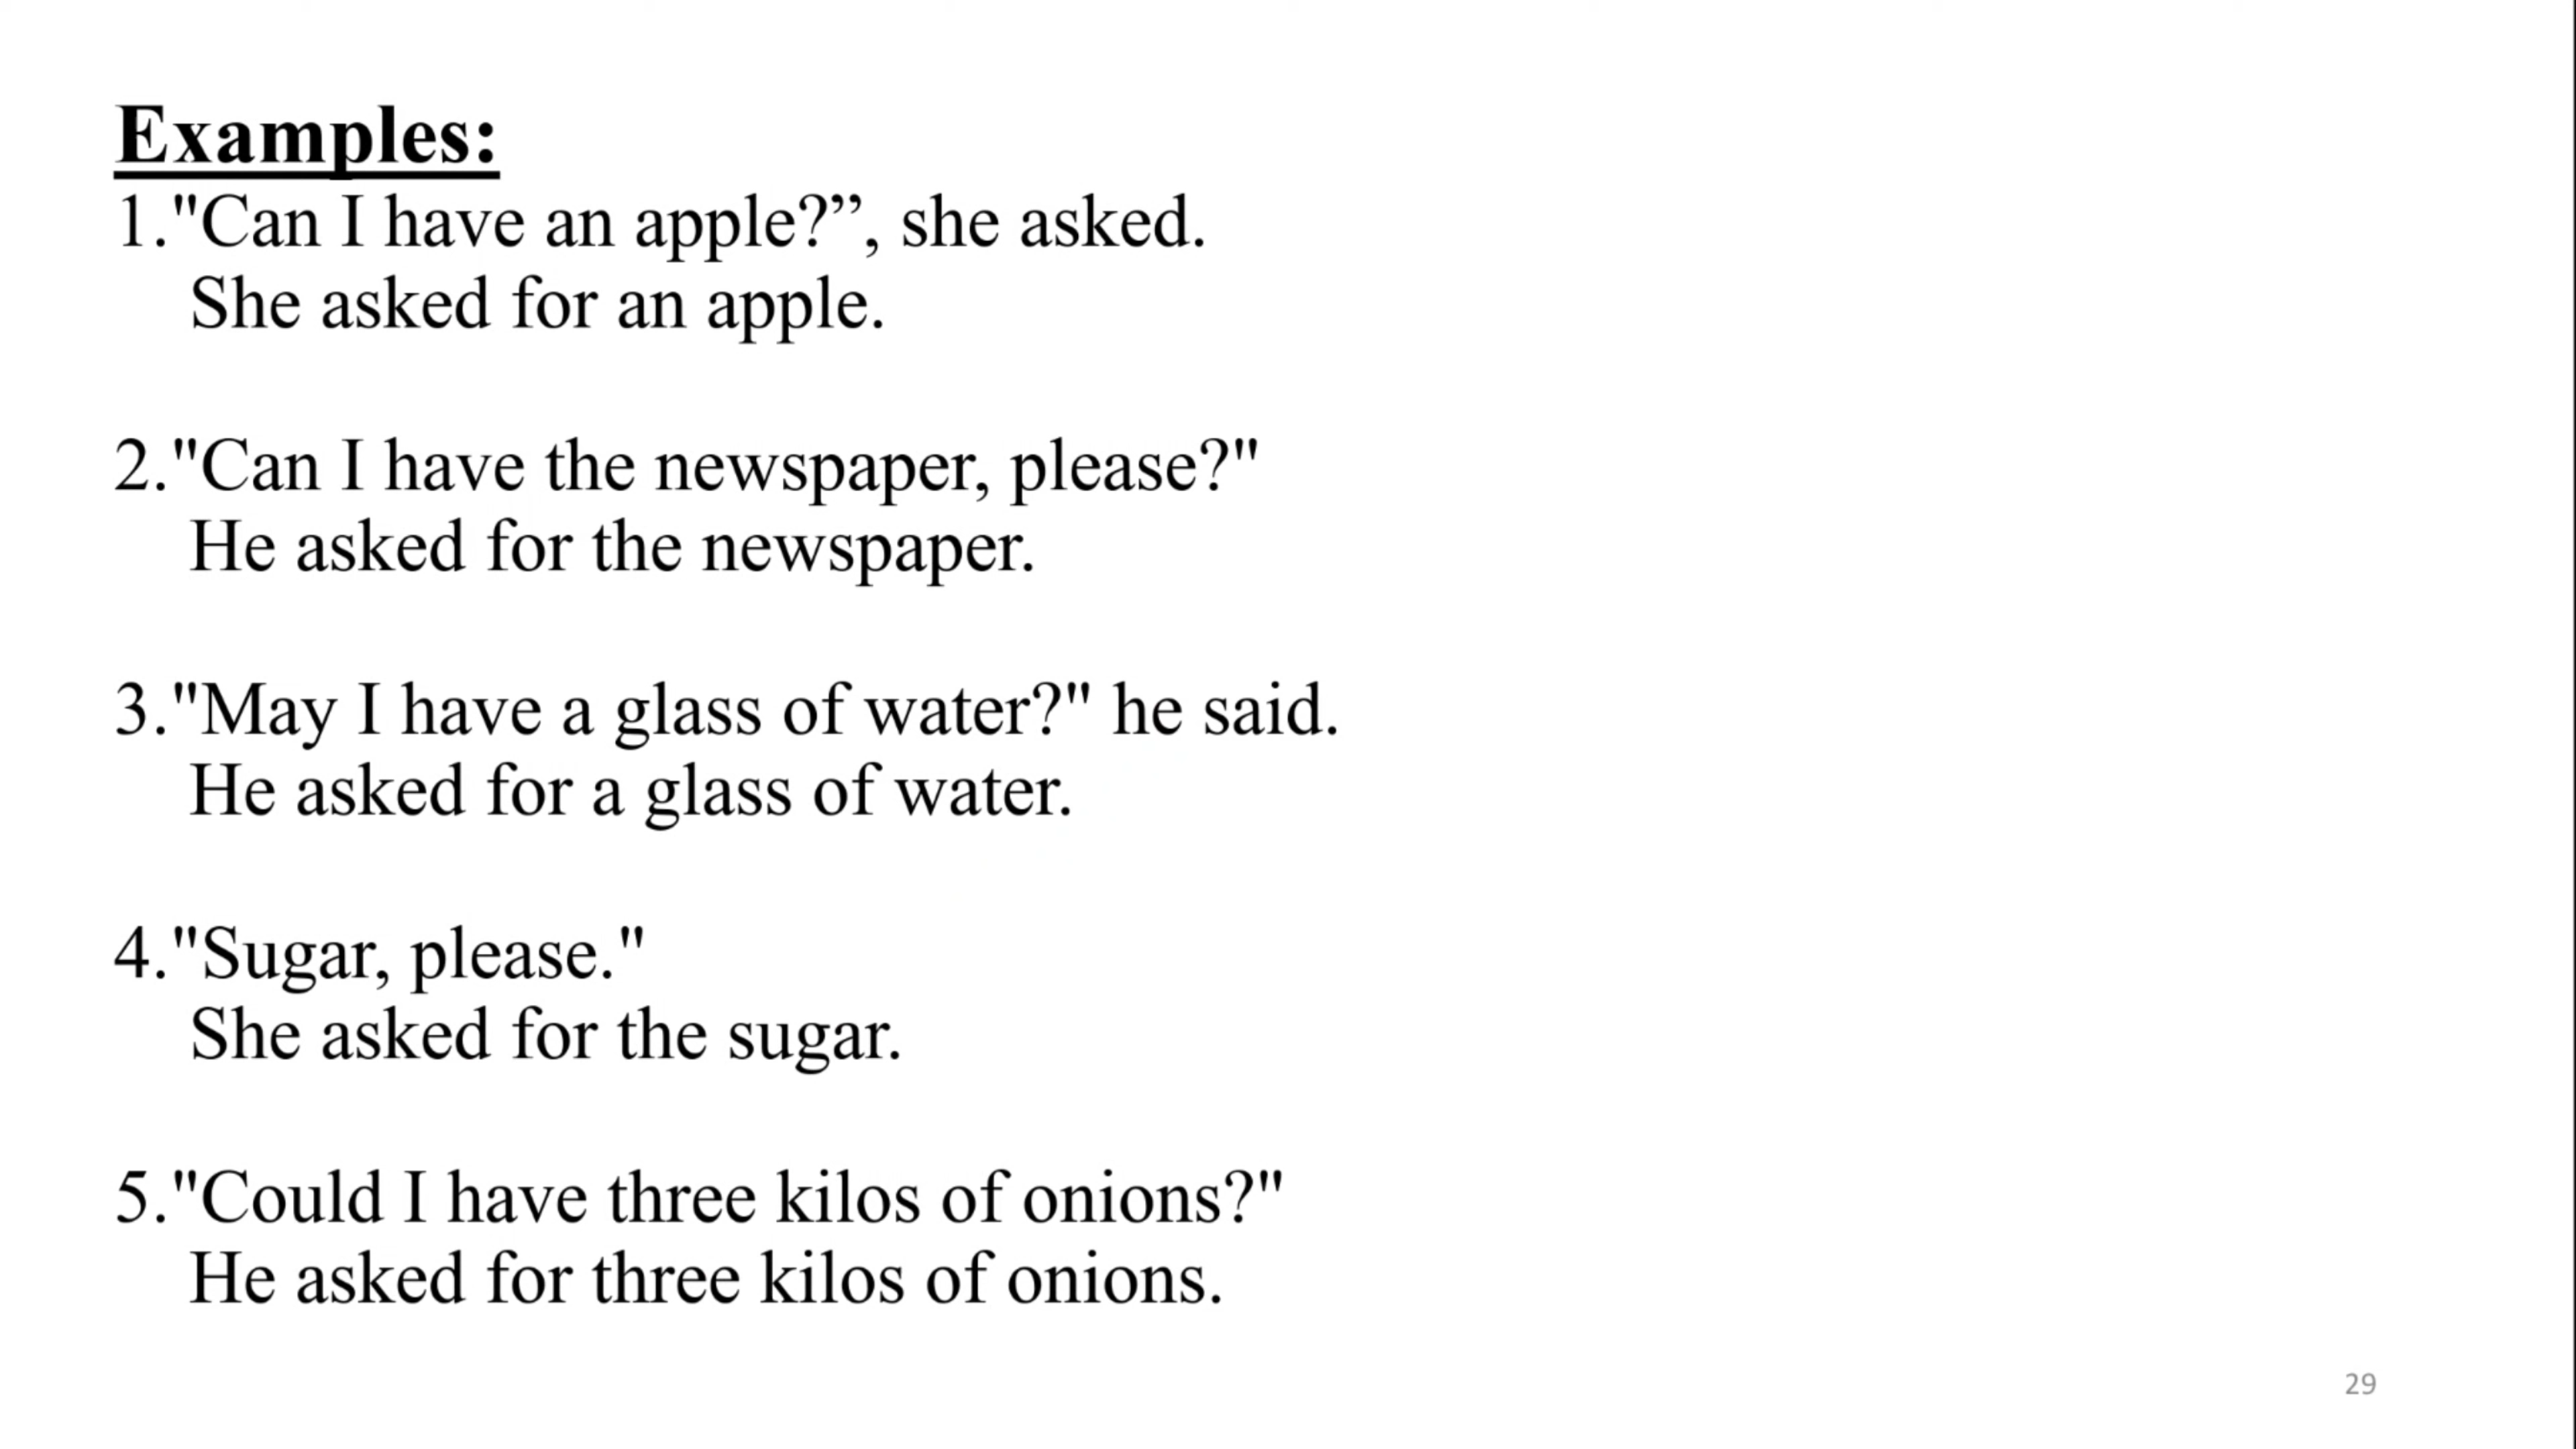 Examples:
1."Can I have an apple?”, she asked.
She asked for an apple.
2."Can I have the newspaper, please?"
He asked for the newspaper.
3."May I have a glass of water?" he said.
He asked for a glass of water.
4."Sugar, please."
She asked for the sugar.
5."Could I have three kilos of onions?"
He asked for three kilos of onions.
29